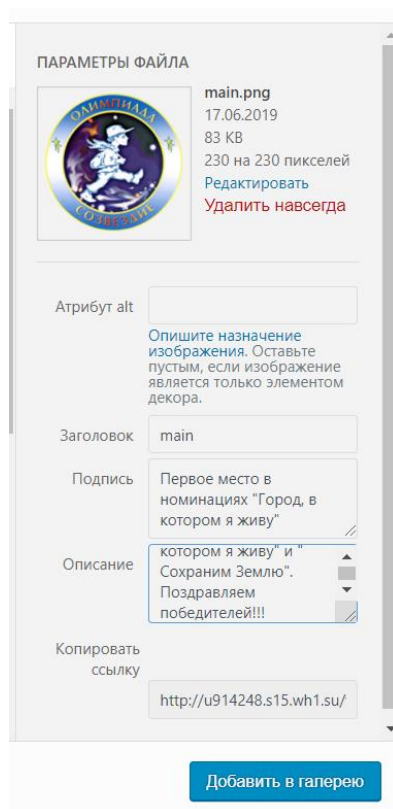 ПАРАМЕТРЫ ФАЙЛА
ОЛИМПИАДА
СОЗВЕЗДИЕ
main.png
17.06.2019
83 KB
230 на 230 пикселей
Редактировать
Удалить навсегда
Атрибут alt
Опишите назначение
изображения. Оставьте
пустым, если изображение
является только элементом
декора.
Заголовок
main
Подпись
Первое место в
номинациях "Город, в
котором я живу"
Описание
котором я живу" и "
Сохраним Землю".
Поздравляем
победителей!!!
Копировать
ссылку
http://u914248.s15.wh1.su/
Добавить в галерею